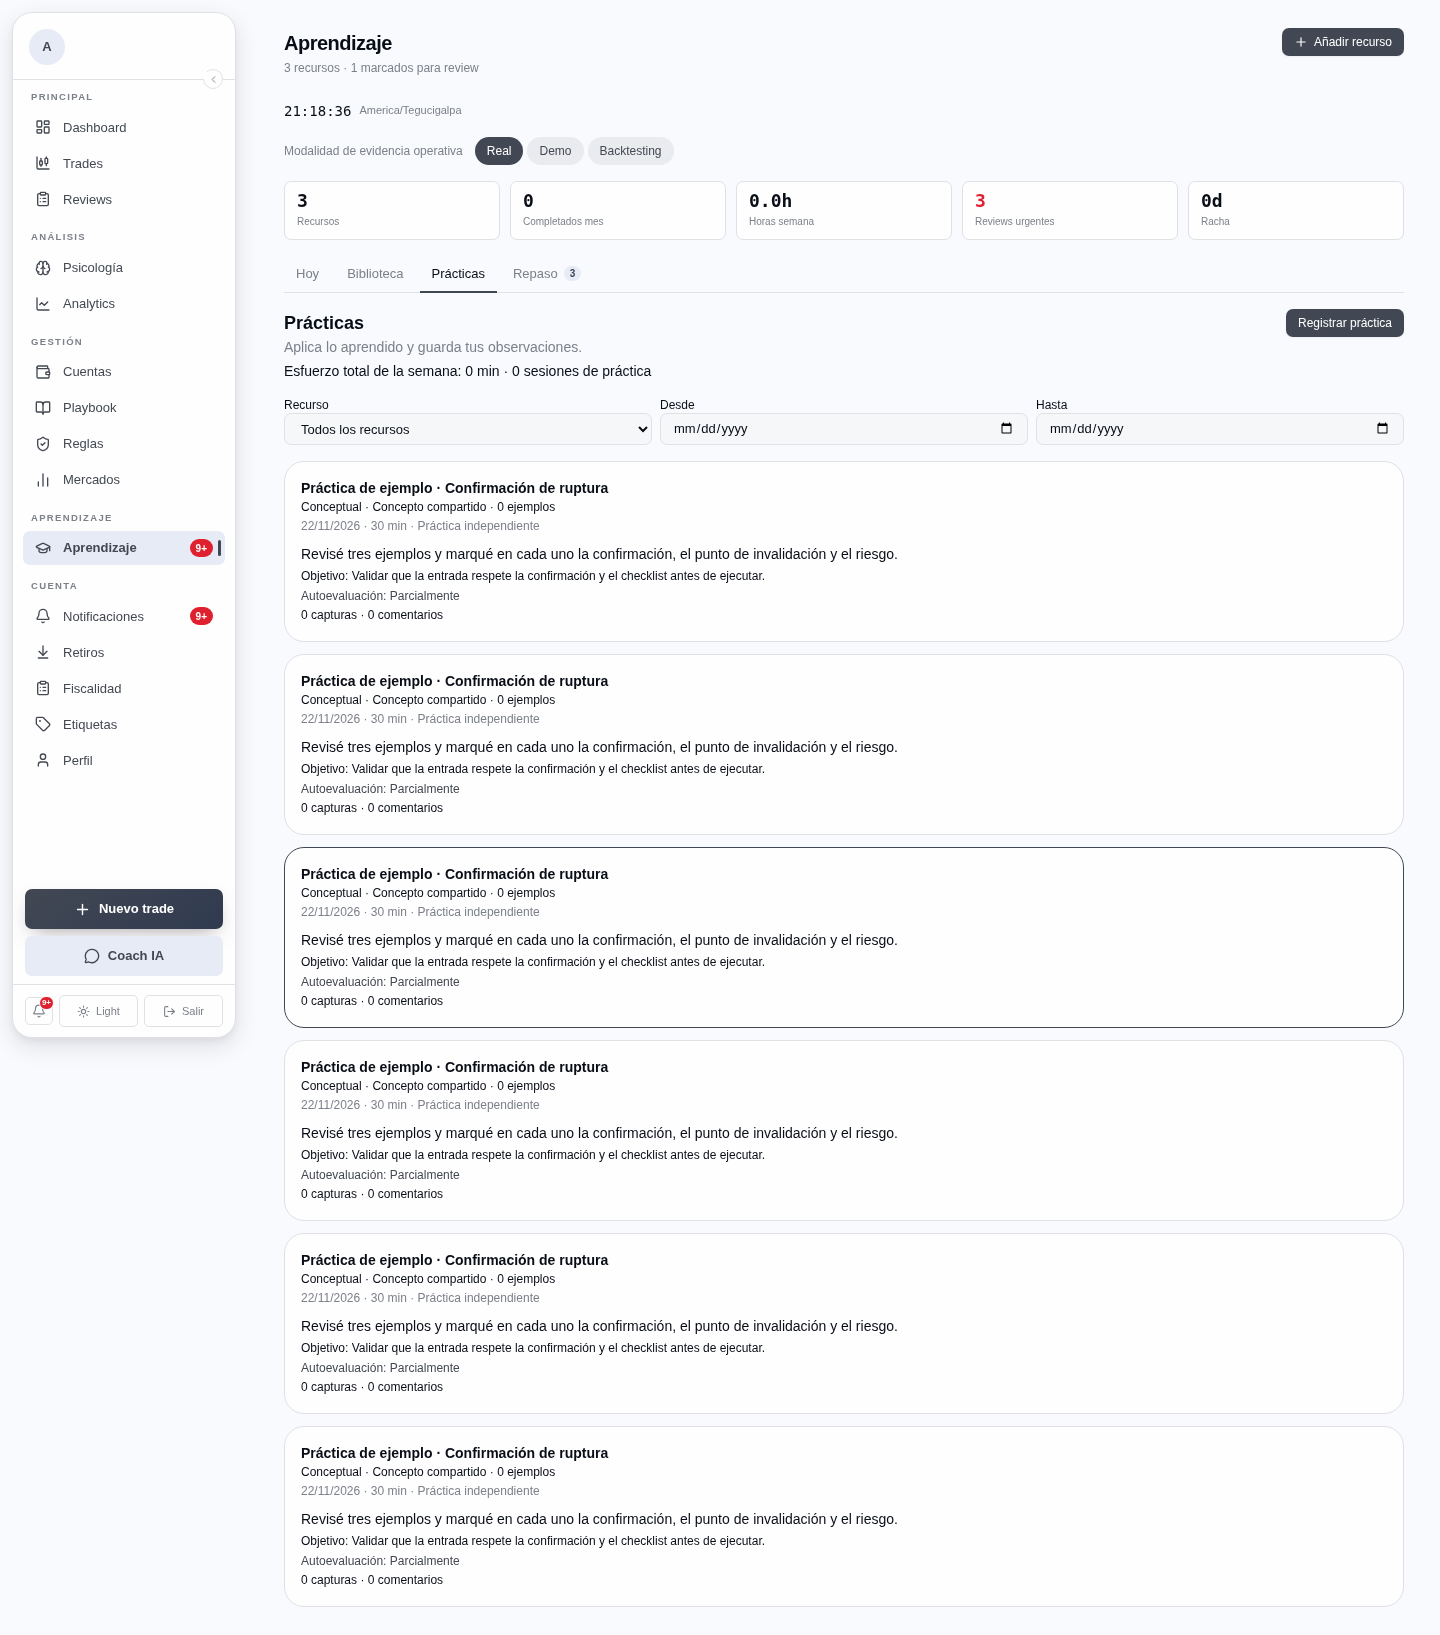 A
PRINCIPAL
Dashboard
Trades
Reviews
ANÁLISIS
Psicología
Analytics
GESTIÓN
Cuentas
Playbook
Reglas
Mercados
APRENDIZAJE
Aprendizaje 9+
CUENTA
Notificaciones 9+
Retiros
Fiscalidad
Etiquetas
Perfil
Nuevo trade
Coach IA
9+ Light Salir
Aprendizaje
Añadir recurso
3 recursos · 1 marcados para review
21:18:36 America/Tegucigalpa
Modalidad de evidencia operativa Real Demo Backtesting
3
Recursos
0
Completados mes
0.0h
Horas semana
3
Reviews urgentes
0d
Racha
Hoy Biblioteca Prácticas Repaso 3
Prácticas
Registrar práctica
Aplica lo aprendido y guarda tus observaciones.
Esfuerzo total de la semana: 0 min · 0 sesiones de práctica
Recurso
Todos los recursos
Desde
mm/dd/yyyy
Hasta
mm/dd/yyyy
Práctica de ejemplo · Confirmación de ruptura
Conceptual · Concepto compartido · 0 ejemplos
22/11/2026 · 30 min · Práctica independiente
Revisé tres ejemplos y marqué en cada uno la confirmación, el punto de invalidación y el riesgo.
Objetivo: Validar que la entrada respete la confirmación y el checklist antes de ejecutar.
Autoevaluación: Parcialmente
0 capturas · 0 comentarios
Práctica de ejemplo · Confirmación de ruptura
Conceptual · Concepto compartido · 0 ejemplos
22/11/2026 · 30 min · Práctica independiente
Revisé tres ejemplos y marqué en cada uno la confirmación, el punto de invalidación y el riesgo.
Objetivo: Validar que la entrada respete la confirmación y el checklist antes de ejecutar.
Autoevaluación: Parcialmente
0 capturas · 0 comentarios
Práctica de ejemplo · Confirmación de ruptura
Conceptual · Concepto compartido · 0 ejemplos
22/11/2026 · 30 min · Práctica independiente
Revisé tres ejemplos y marqué en cada uno la confirmación, el punto de invalidación y el riesgo.
Objetivo: Validar que la entrada respete la confirmación y el checklist antes de ejecutar.
Autoevaluación: Parcialmente
0 capturas · 0 comentarios
Práctica de ejemplo · Confirmación de ruptura
Conceptual · Concepto compartido · 0 ejemplos
22/11/2026 · 30 min · Práctica independiente
Revisé tres ejemplos y marqué en cada uno la confirmación, el punto de invalidación y el riesgo.
Objetivo: Validar que la entrada respete la confirmación y el checklist antes de ejecutar.
Autoevaluación: Parcialmente
0 capturas · 0 comentarios
Práctica de ejemplo · Confirmación de ruptura
Conceptual · Concepto compartido · 0 ejemplos
22/11/2026 · 30 min · Práctica independiente
Revisé tres ejemplos y marqué en cada uno la confirmación, el punto de invalidación y el riesgo.
Objetivo: Validar que la entrada respete la confirmación y el checklist antes de ejecutar.
Autoevaluación: Parcialmente
0 capturas · 0 comentarios
Práctica de ejemplo · Confirmación de ruptura
Conceptual · Concepto compartido · 0 ejemplos
22/11/2026 · 30 min · Práctica independiente
Revisé tres ejemplos y marqué en cada uno la confirmación, el punto de invalidación y el riesgo.
Objetivo: Validar que la entrada respete la confirmación y el checklist antes de ejecutar.
Autoevaluación: Parcialmente
0 capturas · 0 comentarios